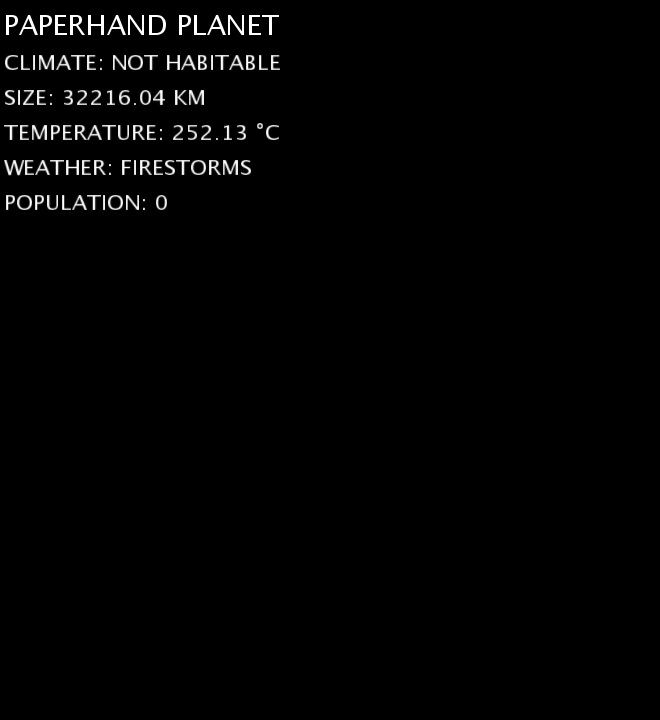 PAPERHAND PLANET
CLIMATE: NOT HABITABLE
SIZE: 32216.04 KM
TEMPERATURE: 252.13 °C
WEATHER: FIRESTORMS
POPULATION: 0